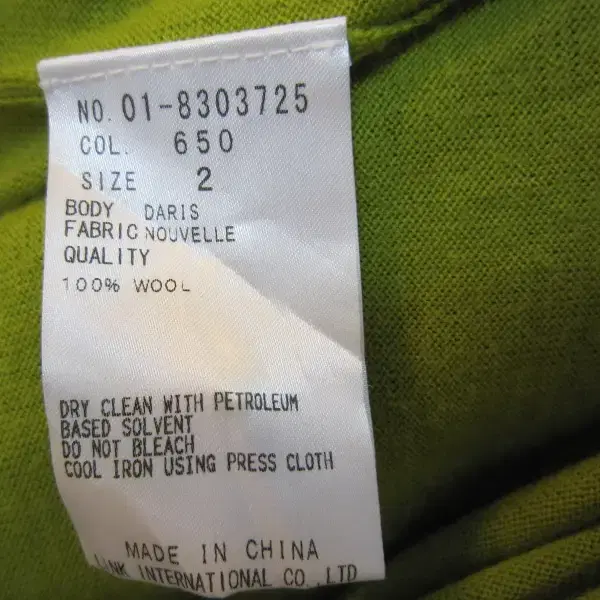 NO. 01-8303725
COL. 650
SIZE 2
BODY DARIS
FABRIC NOUVELLE
QUALITY
100% WOOL
DRY CLEAN WITH PETROLEUM
BASED SOLVENT
DO NOT BLEACH
COOL IRON USING PRESS CLOTH
MADE IN CHINA
INTERNATIONAL CO.,LTD